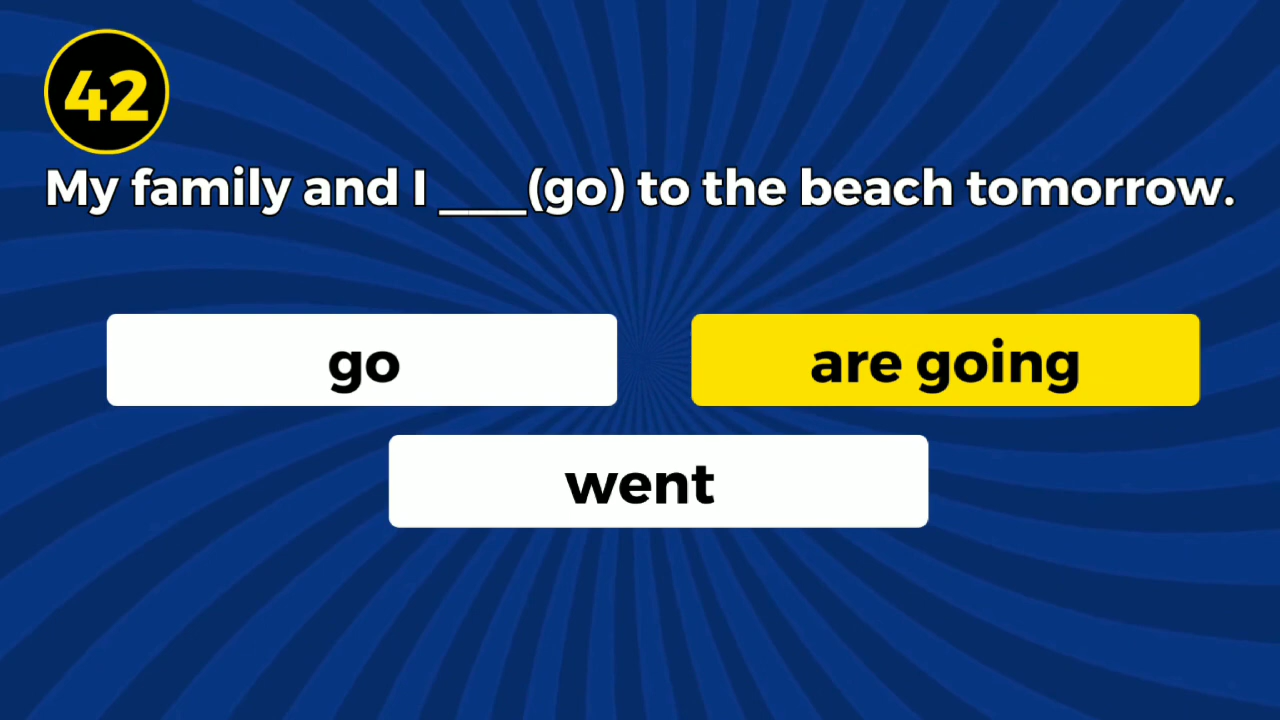 42
My family and I ___(go) to the beach tomorrow.
go
are going
went